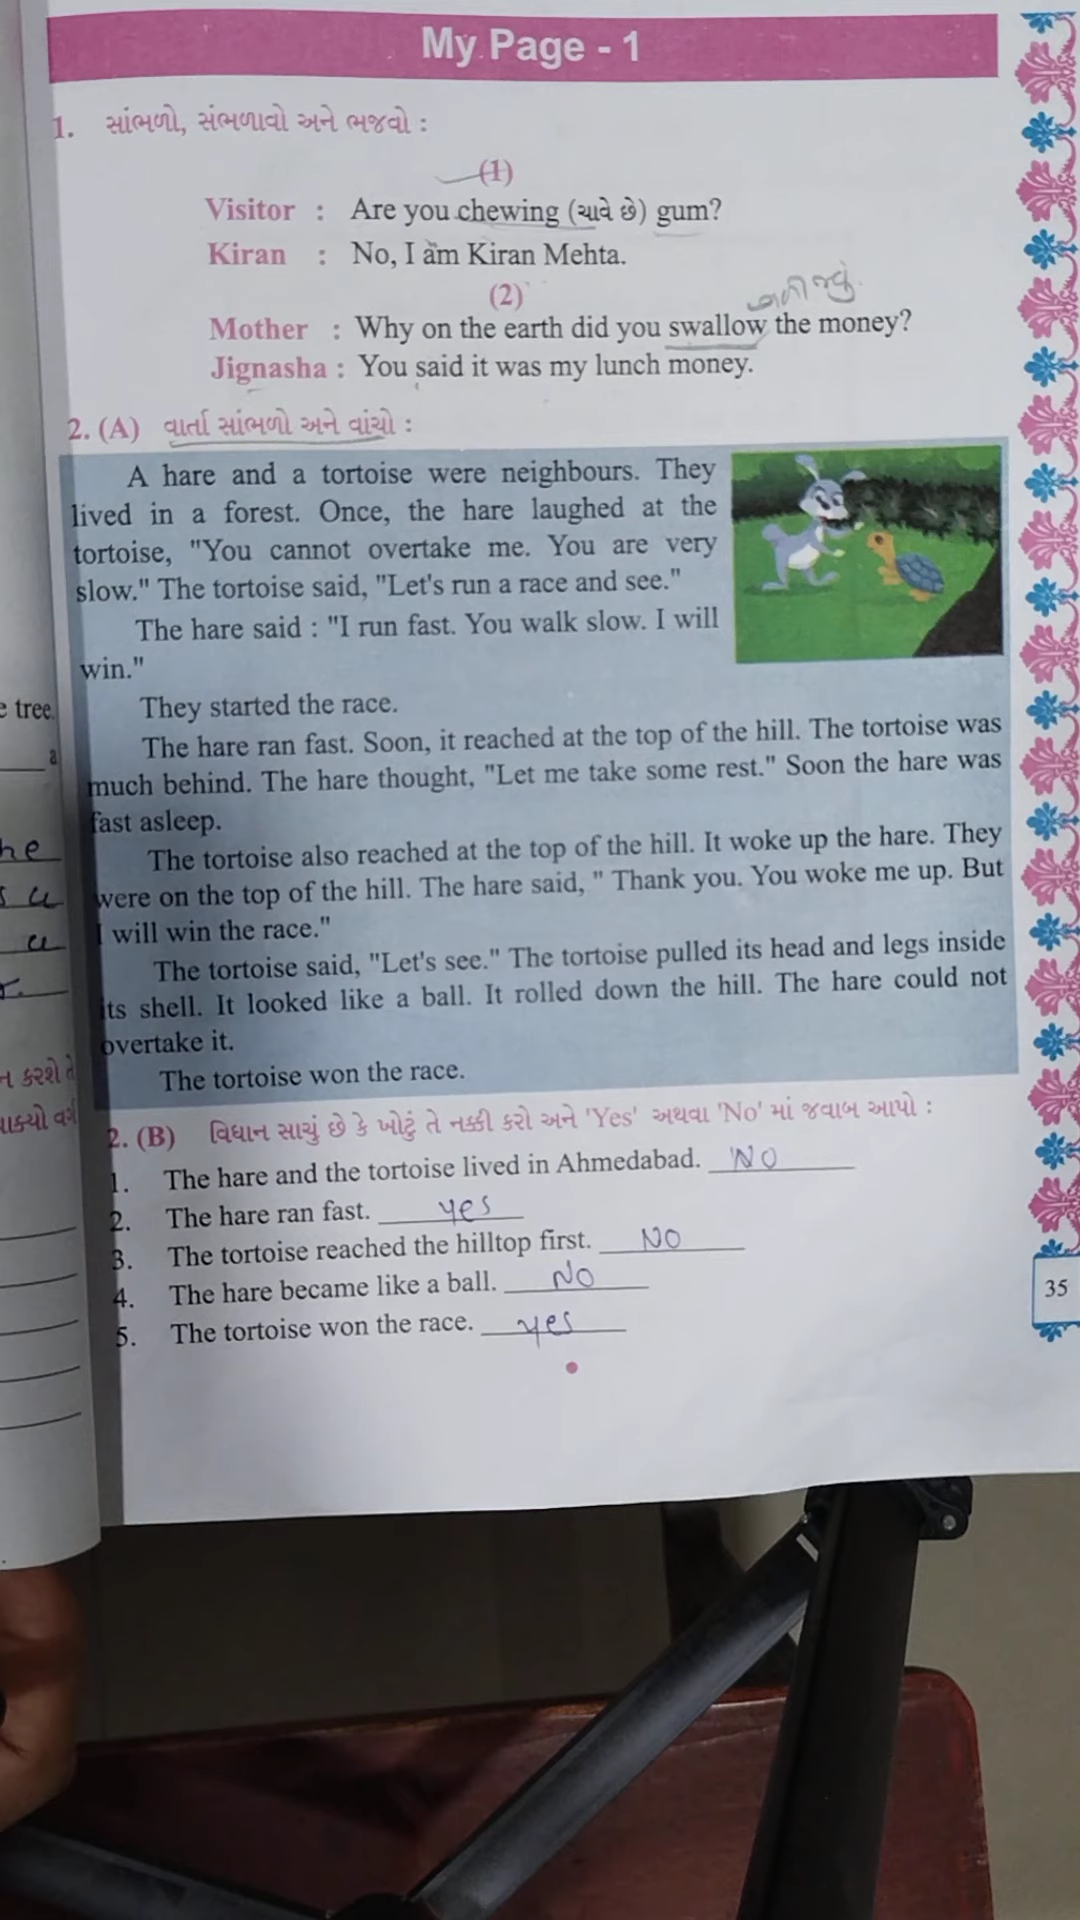 My Page - 1
1. સાંભળો, સંભળાવો અને ભજવો :
(1)
Visitor : Are you chewing (ચાવે છે) gum?
Kiran : No, I am Kiran Mehta.
(2)
Mother : Why on the earth did you swallow the money?
Jignasha : You said it was my lunch money.
2. (A) વાર્તા સાંભળો અને વાંચો :
A hare and a tortoise were neighbours. They
lived in a forest. Once, the hare laughed at the
tortoise, "You cannot overtake me. You are very
slow." The tortoise said, "Let's run a race and see."
The hare said : "I run fast. You walk slow. I will
win."
They started the race.
The hare ran fast. Soon, it reached at the top of the hill. The tortoise was
much behind. The hare thought, "Let me take some rest." Soon the hare was
fast asleep.
The tortoise also reached at the top of the hill. It woke up the hare. They
were on the top of the hill. The hare said, " Thank you. You woke me up. But
I will win the race."
The tortoise said, "Let's see." The tortoise pulled its head and legs inside
its shell. It looked like a ball. It rolled down the hill. The hare could not
overtake it.
The tortoise won the race.
2. (B) વિધાન સાચું છે કે ખોટું તે નક્કી કરો અને 'Yes' અથવા 'No' માં જવાબ આપો :
1. The hare and the tortoise lived in Ahmedabad. NO
2. The hare ran fast. yes
3. The tortoise reached the hilltop first. NO
4. The hare became like a ball. NO
5. The tortoise won the race. yes
35
e tree.
a
he
s a
a
r.
કરશે તે